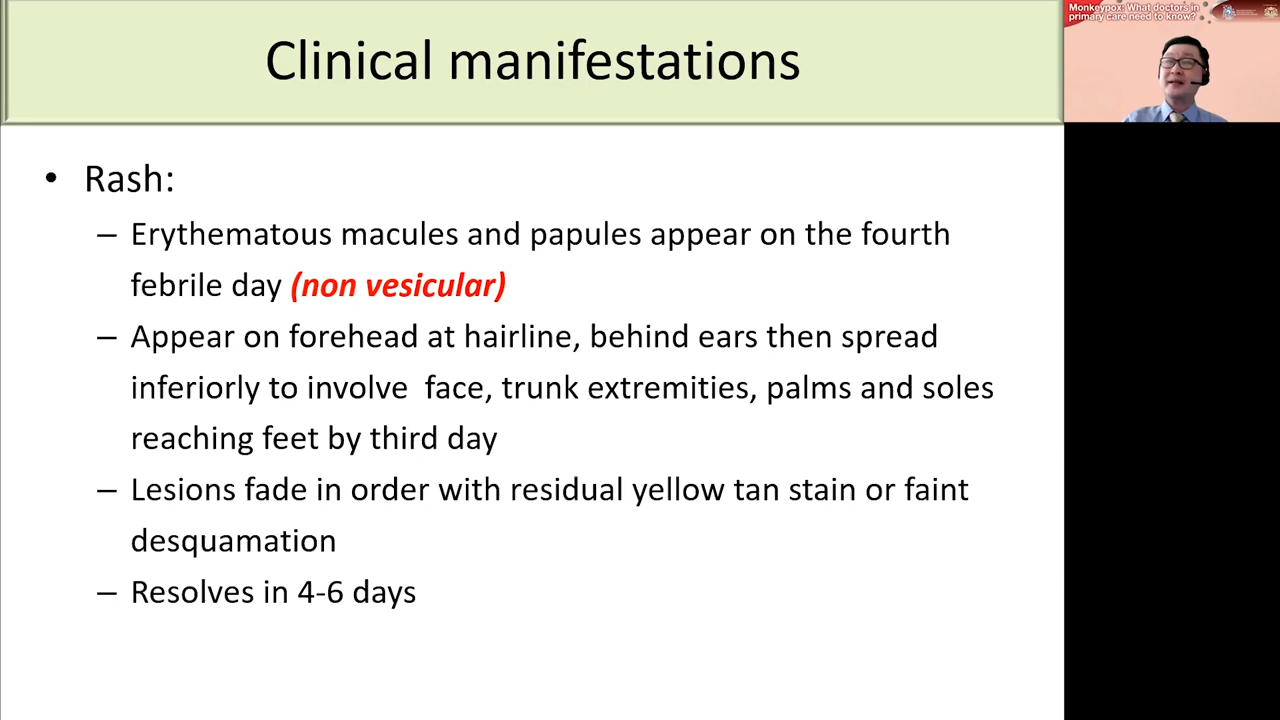 Clinical manifestations
Monkeypox: What doctors in
primary care need to know?
• Rash:
– Erythematous macules and papules appear on the fourth
febrile day (non vesicular)
– Appear on forehead at hairline, behind ears then spread
inferiorly to involve face, trunk extremities, palms and soles
reaching feet by third day
– Lesions fade in order with residual yellow tan stain or faint
desquamation
– Resolves in 4-6 days